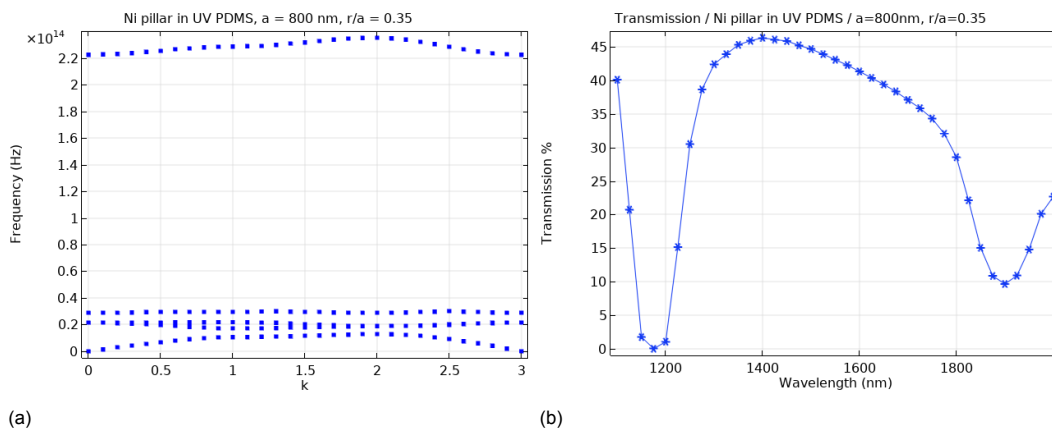 Ni pillar in UV PDMS, a = 800 nm, r/a = 0.35
×10¹⁴
Frequency (Hz)
2.2
2
1.8
1.6
1.4
1.2
1
0.8
0.6
0.4
0.2
0
0 0.5 1 1.5 2 2.5 3
k
(a)
Transmission / Ni pillar in UV PDMS / a=800nm, r/a=0.35
Transmission %
45
40
35
30
25
20
15
10
5
0
1200 1400 1600 1800
Wavelength (nm)
(b)